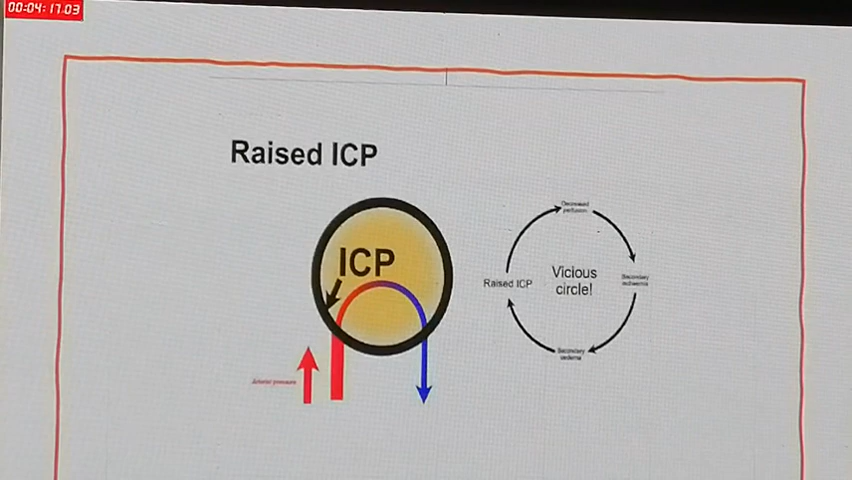 00:04:17.03
Raised ICP
ICP
Decreased
perfusion
Raised ICP
Vicious
circle!
Secondary
ischaemia
Secondary
oedema
Arterial pressure